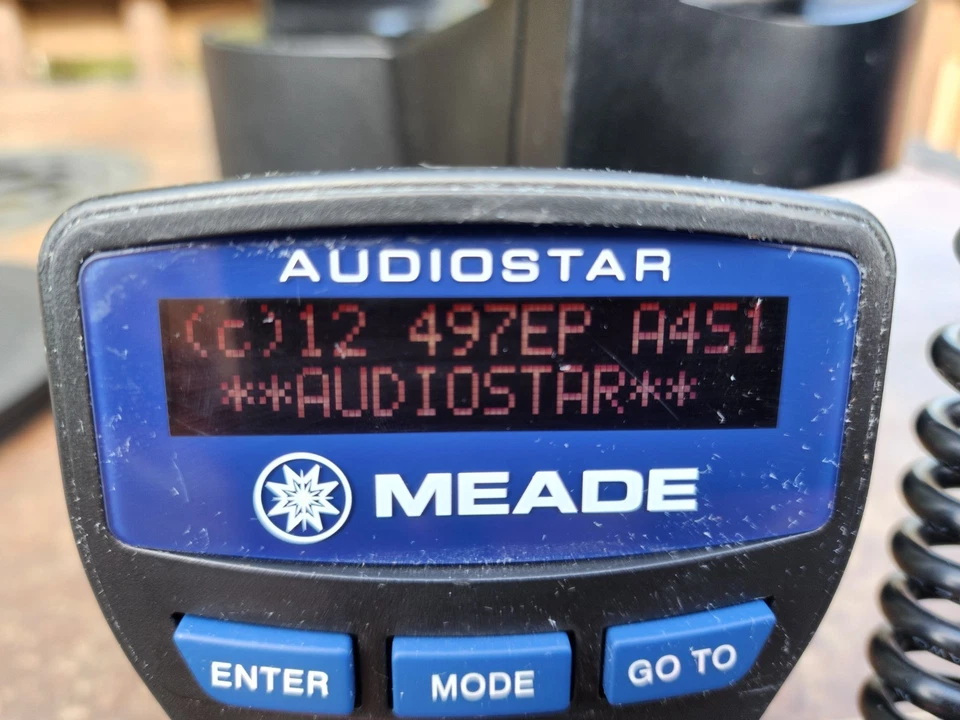 AUDIOSTAR
(c)12 497EP A4S1
**AUDIOSTAR**
MEADE
ENTER MODE GO TO